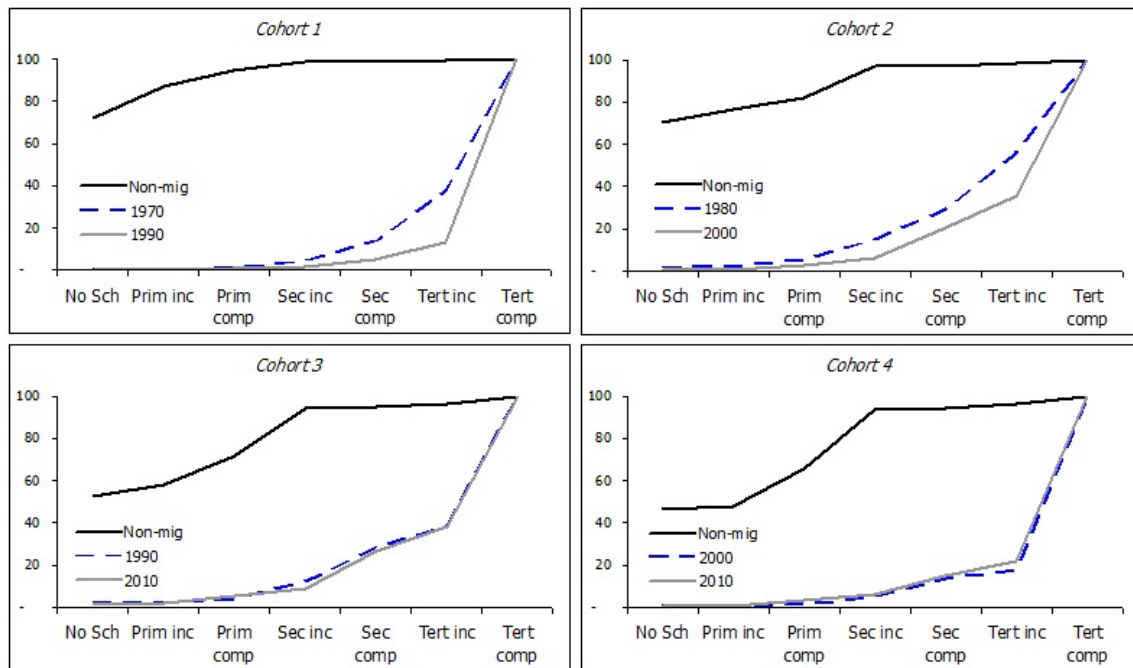 Cohort 1
100
80
60
40
20
-
Non-mig
1970
1990
No Sch Prim inc Prim comp Sec inc Sec comp Tert inc Tert comp
Cohort 2
100
80
60
40
20
-
Non-mig
1980
2000
No Sch Prim inc Prim comp Sec inc Sec comp Tert inc Tert comp
Cohort 3
100
80
60
40
20
-
Non-mig
1990
2010
No Sch Prim inc Prim comp Sec inc Sec comp Tert inc Tert comp
Cohort 4
100
80
60
40
20
-
Non-mig
2000
2010
No Sch Prim inc Prim comp Sec inc Sec comp Tert inc Tert comp